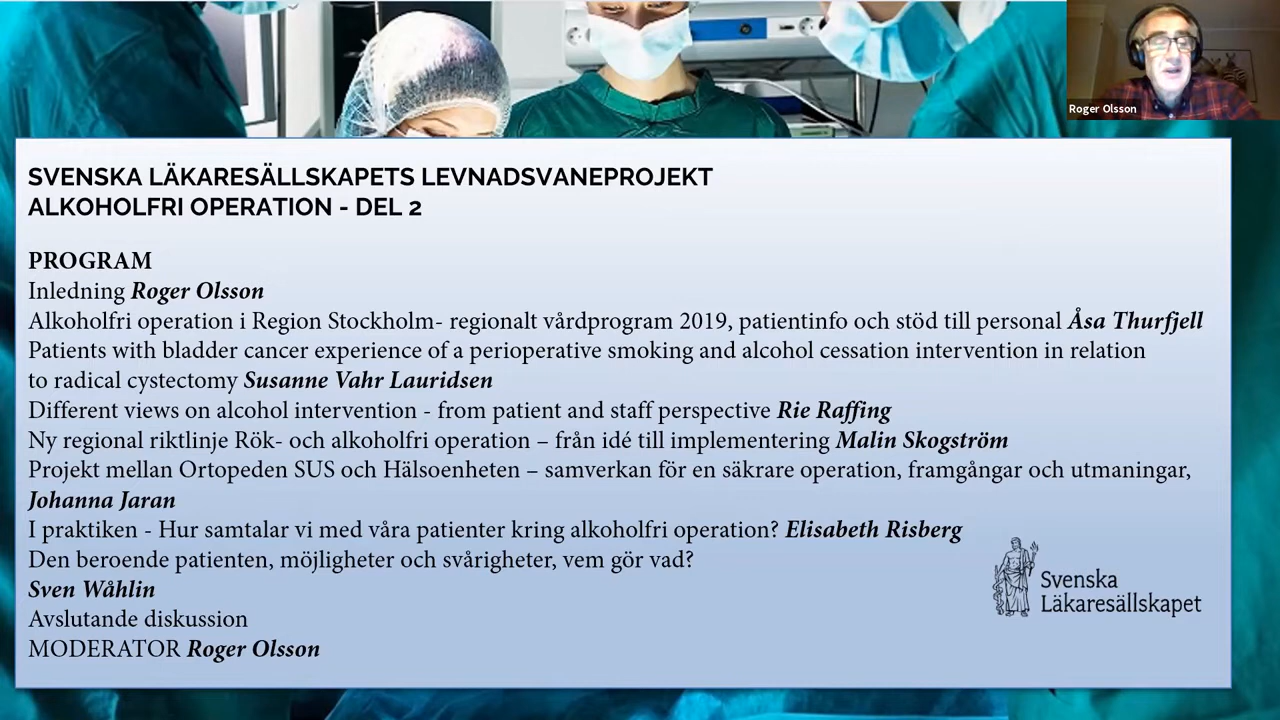 Roger Olsson
SVENSKA LÄKARESÄLLSKAPETS LEVNADSVANEPROJEKT
ALKOHOLFRI OPERATION - DEL 2
PROGRAM
Inledning Roger Olsson
Alkoholfri operation i Region Stockholm- regionalt vårdprogram 2019, patientinfo och stöd till personal Åsa Thurfjell
Patients with bladder cancer experience of a perioperative smoking and alcohol cessation intervention in relation
to radical cystectomy Susanne Vahr Lauridsen
Different views on alcohol intervention - from patient and staff perspective Rie Raffing
Ny regional riktlinje Rök- och alkoholfri operation – från idé till implementering Malin Skogström
Projekt mellan Ortopeden SUS och Hälsoenheten – samverkan för en säkrare operation, framgångar och utmaningar,
Johanna Jaran
I praktiken - Hur samtalar vi med våra patienter kring alkoholfri operation? Elisabeth Risberg
Den beroende patienten, möjligheter och svårigheter, vem gör vad?
Sven Wåhlin
Avslutande diskussion
MODERATOR Roger Olsson
Svenska
Läkaresällskapet